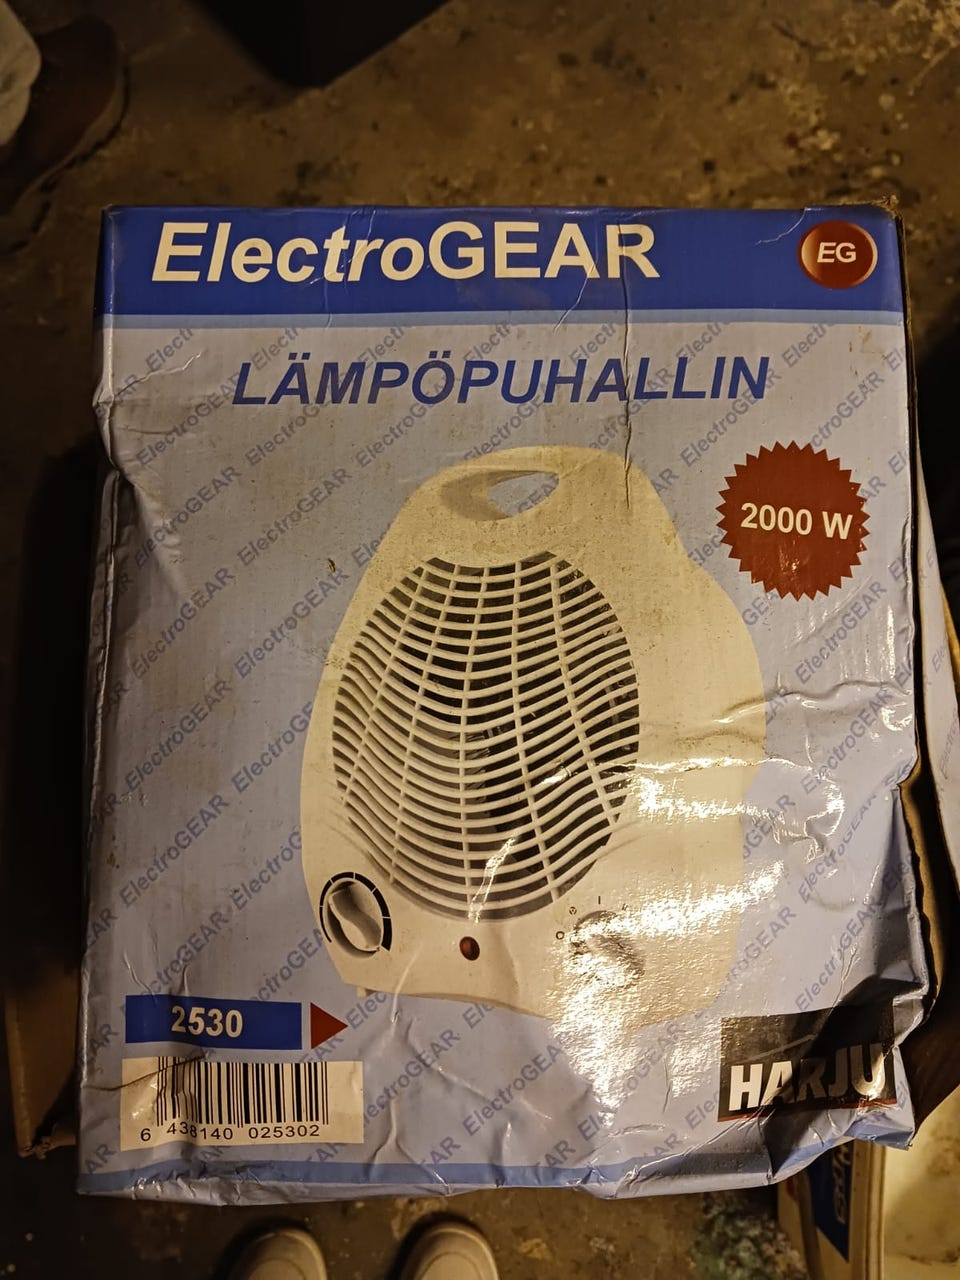 ElectroGEAR
EG
LÄMPÖPUHALLIN
2000 W
2530
HARJU
6 438140 025302